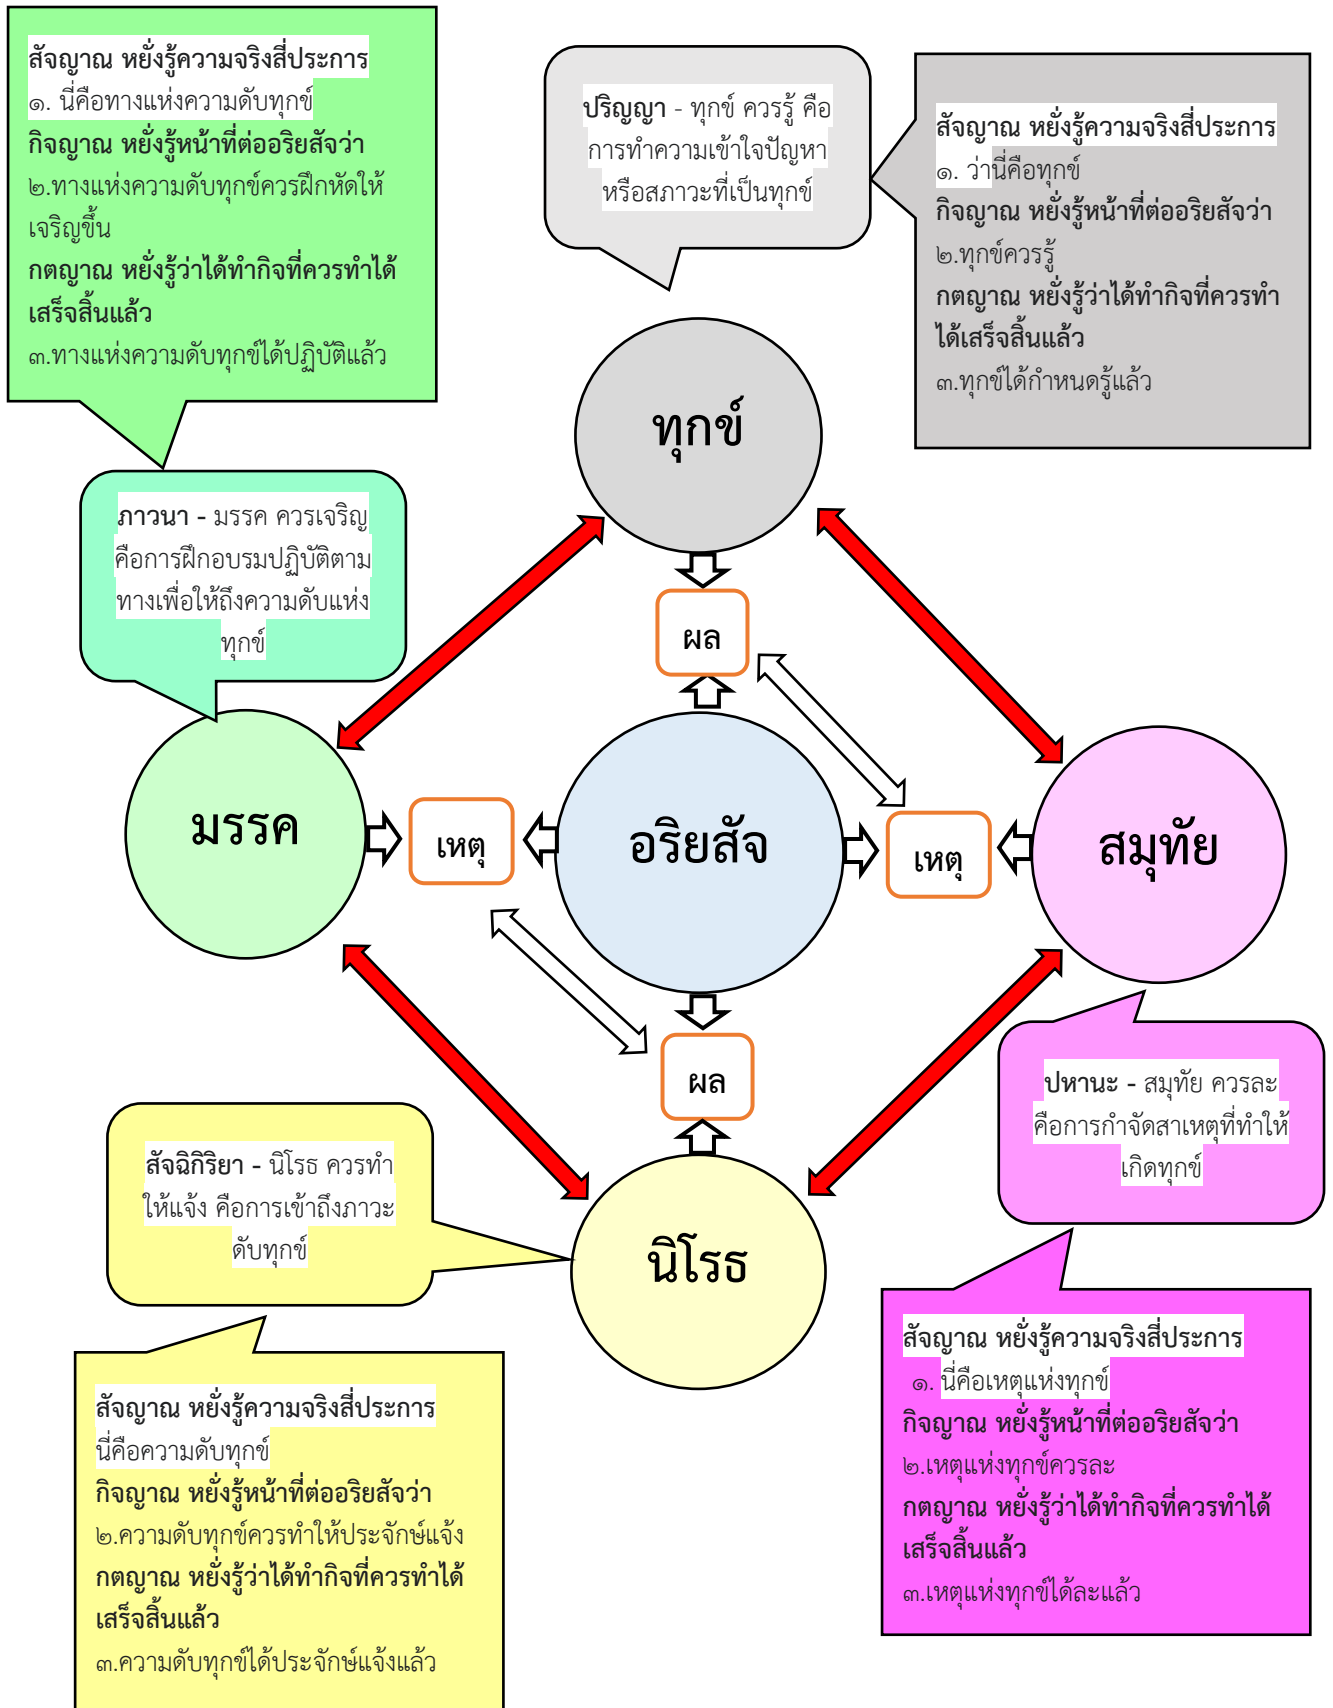 สัจญาณ หยั่งรู้ความจริงสี่ประการ
๑. นี่คือทางแห่งความดับทุกข์
กิจญาณ หยั่งรู้หน้าที่ต่ออริยสัจว่า
๒.ทางแห่งความดับทุกข์ควรฝึกหัดให้
เจริญขึ้น
กตญาณ หยั่งรู้ว่าได้ทำกิจที่ควรทำได้
เสร็จสิ้นแล้ว
๓.ทางแห่งความดับทุกข์ได้ปฏิบัติแล้ว
ปริญญา - ทุกข์ ควรรู้ คือ
การทำความเข้าใจปัญหา
หรือสภาวะที่เป็นทุกข์
สัจญาณ หยั่งรู้ความจริงสี่ประการ
๑. ว่านี่คือทุกข์
กิจญาณ หยั่งรู้หน้าที่ต่ออริยสัจว่า
๒.ทุกข์ควรรู้
กตญาณ หยั่งรู้ว่าได้ทำกิจที่ควรทำ
ได้เสร็จสิ้นแล้ว
๓.ทุกข์ได้กำหนดรู้แล้ว
ทุกข์
ภาวนา - มรรค ควรเจริญ
คือการฝึกอบรมปฏิบัติตาม
ทางเพื่อให้ถึงความดับแห่ง
ทุกข์
ผล
มรรค
เหตุ
อริยสัจ
เหตุ
สมุทัย
ผล
ปหานะ - สมุทัย ควรละ
คือการกำจัดสาเหตุที่ทำให้
เกิดทุกข์
สัจฉิกิริยา - นิโรธ ควรทำ
ให้แจ้ง คือการเข้าถึงภาวะ
ดับทุกข์
นิโรธ
สัจญาณ หยั่งรู้ความจริงสี่ประการ
๑. นี่คือเหตุแห่งทุกข์
กิจญาณ หยั่งรู้หน้าที่ต่ออริยสัจว่า
๒.เหตุแห่งทุกข์ควรละ
กตญาณ หยั่งรู้ว่าได้ทำกิจที่ควรทำได้
เสร็จสิ้นแล้ว
๓.เหตุแห่งทุกข์ได้ละแล้ว
สัจญาณ หยั่งรู้ความจริงสี่ประการ
นี่คือความดับทุกข์
กิจญาณ หยั่งรู้หน้าที่ต่ออริยสัจว่า
๒.ความดับทุกข์ควรทำให้ประจักษ์แจ้ง
กตญาณ หยั่งรู้ว่าได้ทำกิจที่ควรทำได้
เสร็จสิ้นแล้ว
๓.ความดับทุกข์ได้ประจักษ์แจ้งแล้ว